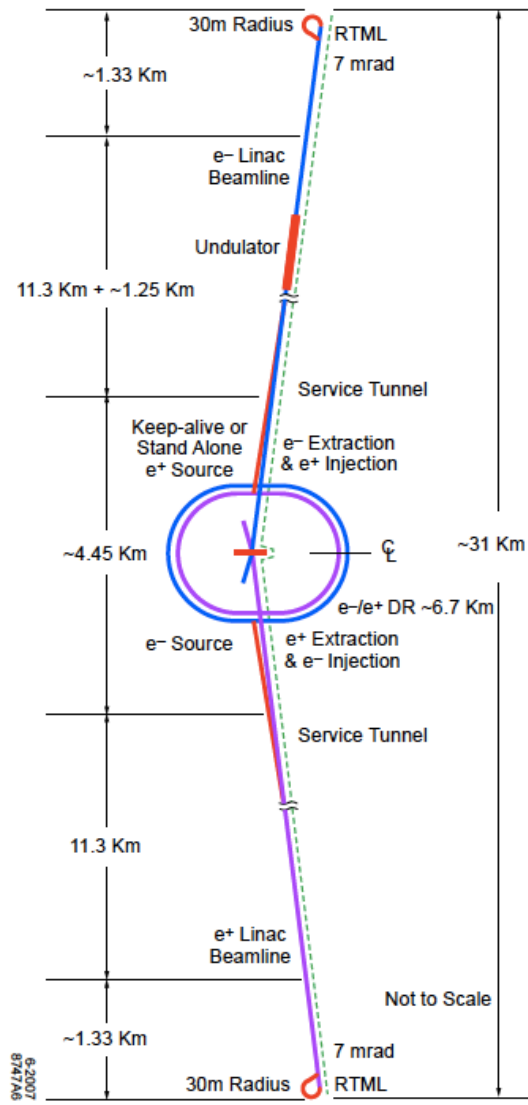 30m Radius
RTML
7 mrad
~1.33 Km
e– Linac
Beamline
Undulator
11.3 Km + ~1.25 Km
Service Tunnel
Keep-alive or
Stand Alone
e+ Source
e– Extraction
& e+ Injection
℄
~31 Km
~4.45 Km
e–/e+ DR ~6.7 Km
e– Source
e+ Extraction
& e– Injection
Service Tunnel
11.3 Km
e+ Linac
Beamline
Not to Scale
~1.33 Km
7 mrad
30m Radius
RTML
6-2007
8747A6